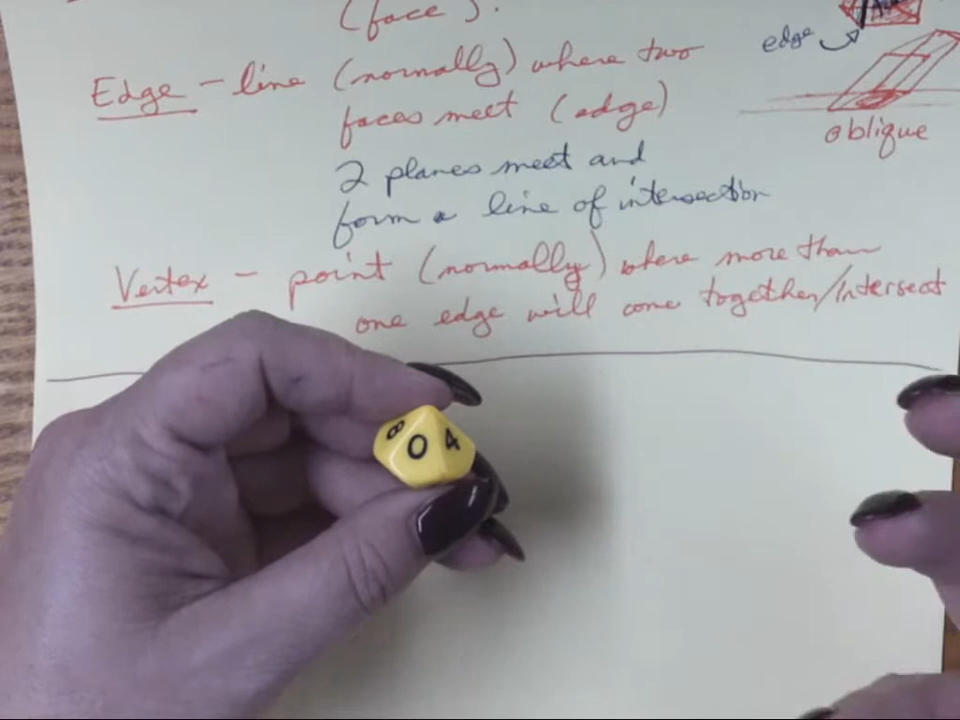 (face).
Edge - line (normally) where two
faces meet (edge)
2 planes meet and
form a line of intersection
Vertex - point (normally) where more than
one edge will come together/intersect
edge
oblique
8 0 4